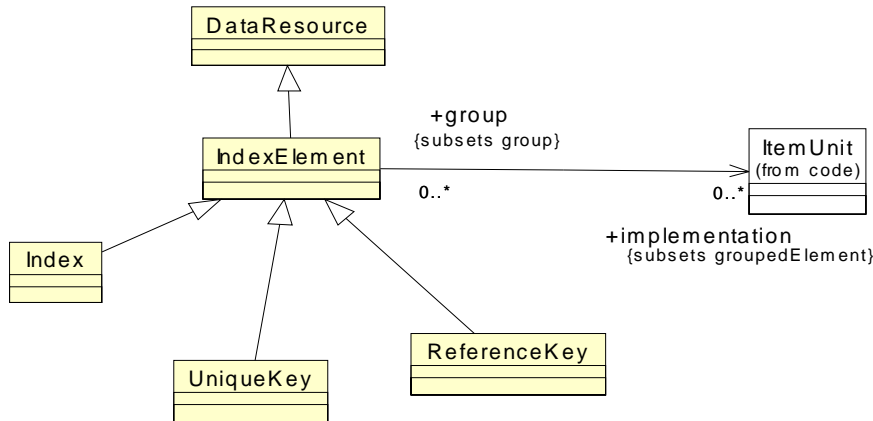 DataResource
+group
{subsets group}
IndexElement
ItemUnit
(from code)
0..*
0..*
+implementation
{subsets groupedElement}
Index
ReferenceKey
UniqueKey